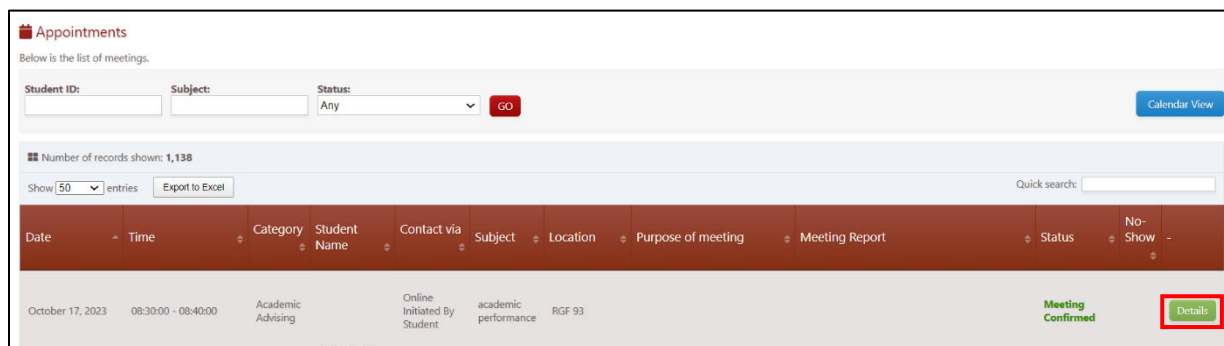 Appointments
Below is the list of meetings.
Student ID:
Subject:
Status:
Any
GO
Calendar View
Number of records shown: 1,138
Show 50 entries
Export to Excel
Quick search:
Date
Time
Category
Student
Name
Contact via
Subject
Location
Purpose of meeting
Meeting Report
Status
No-
Show
-
October 17, 2023
08:30:00 - 08:40:00
Academic
Advising
Online
Initiated By
Student
academic
performance
RGF 93
Meeting
Confirmed
Details